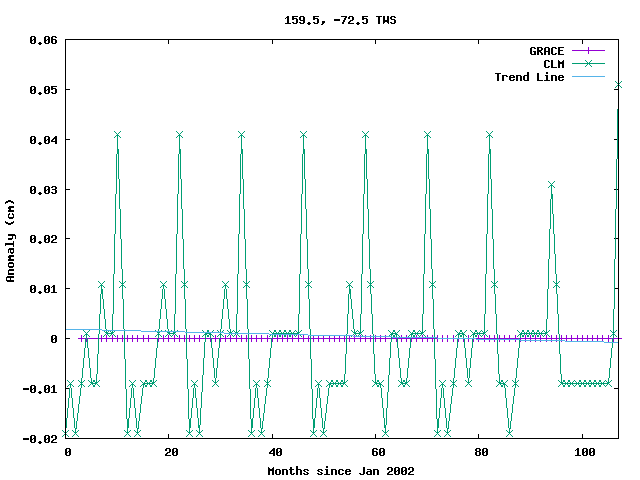 159.5, -72.5 TWS
GRACE
CLM
Trend Line
0.06
0.05
0.04
0.03
0.02
0.01
0
-0.01
-0.02
Anomaly (cm)
0 20 40 60 80 100
Months since Jan 2002